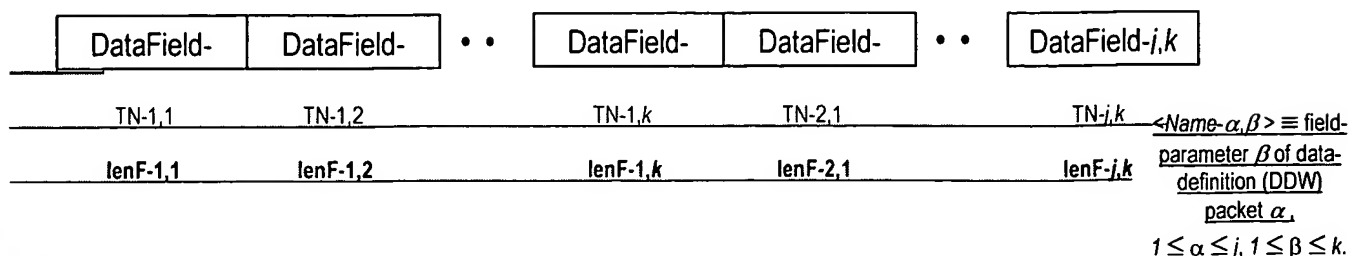 DataField- DataField- • • DataField- DataField- • • DataField-j,k
TN-1,1 TN-1,2 TN-1,k TN-2,1 TN-j,k
lenF-1,1 lenF-1,2 lenF-1,k lenF-2,1 lenF-j,k
<Name-α,β> ≡ field-
parameter β of data-
definition (DDW)
packet α,
1 ≤ α ≤ j, 1 ≤ β ≤ k.